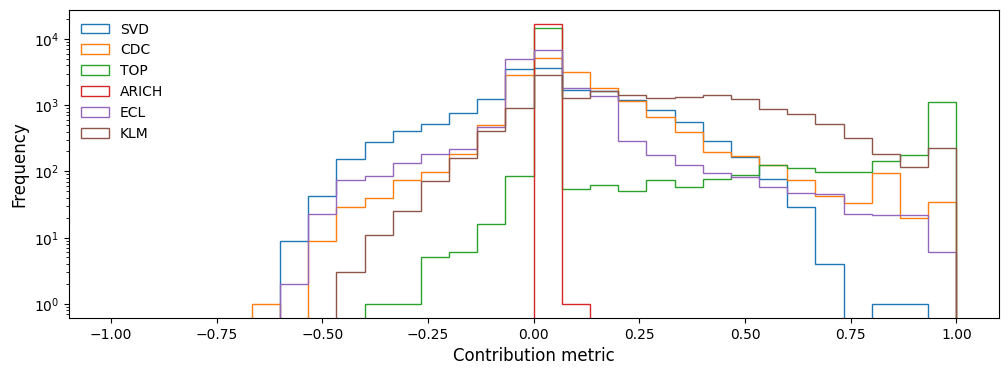 SVD
CDC
TOP
ARICH
ECL
KLM
Frequency
10⁴
10³
10²
10¹
10⁰
−1.00 −0.75 −0.50 −0.25 0.00 0.25 0.50 0.75 1.00
Contribution metric